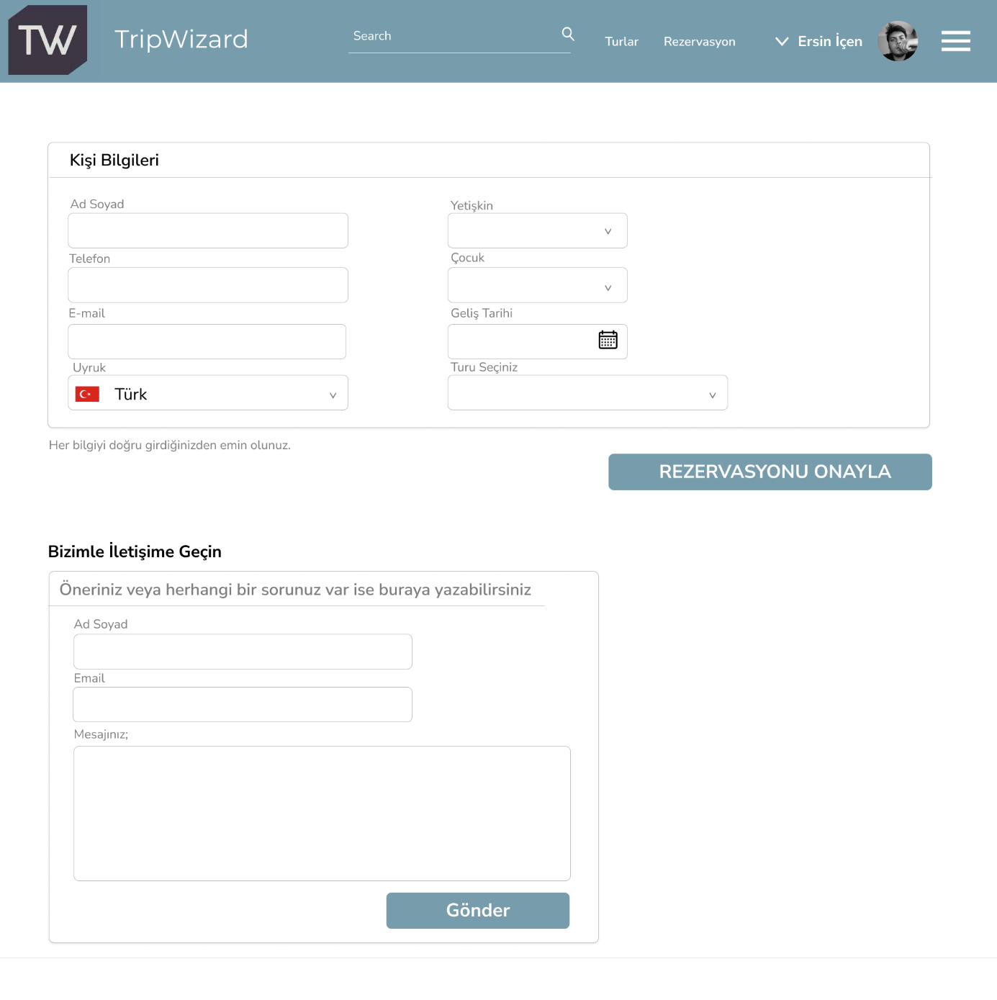 TW
TripWizard
Search
Turlar
Rezervasyon
Ersin İçen
Kişi Bilgileri
Ad Soyad
Yetişkin
Telefon
Çocuk
E-mail
Geliş Tarihi
Uyruk
Turu Seçiniz
Türk
Her bilgiyi doğru girdiğinizden emin olunuz.
REZERVASYONU ONAYLA
Bizimle İletişime Geçin
Öneriniz veya herhangi bir sorunuz var ise buraya yazabilirsiniz
Ad Soyad
Email
Mesajınız;
Gönder